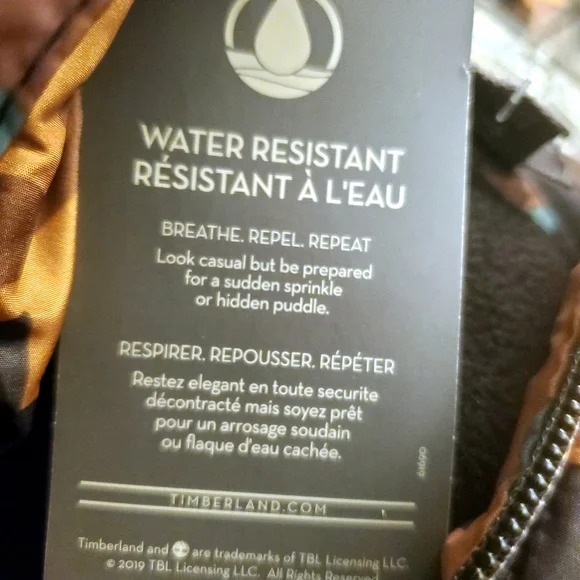 WATER RESISTANT
RÉSISTANT À L'EAU
BREATHE. REPEL. REPEAT
Look casual but be prepared
for a sudden sprinkle
or hidden puddle.
RESPIRER. REPOUSSER. RÉPÉTER
Restez elegant en toute securite
décontracté mais soyez prêt
pour un arrosage soudain
ou flaque d'eau cachée.
TIMBERLAND.COM
Timberland and are trademarks of TBL Licensing LLC.
© 2019 TBL Licensing LLC. All Rights Reserved